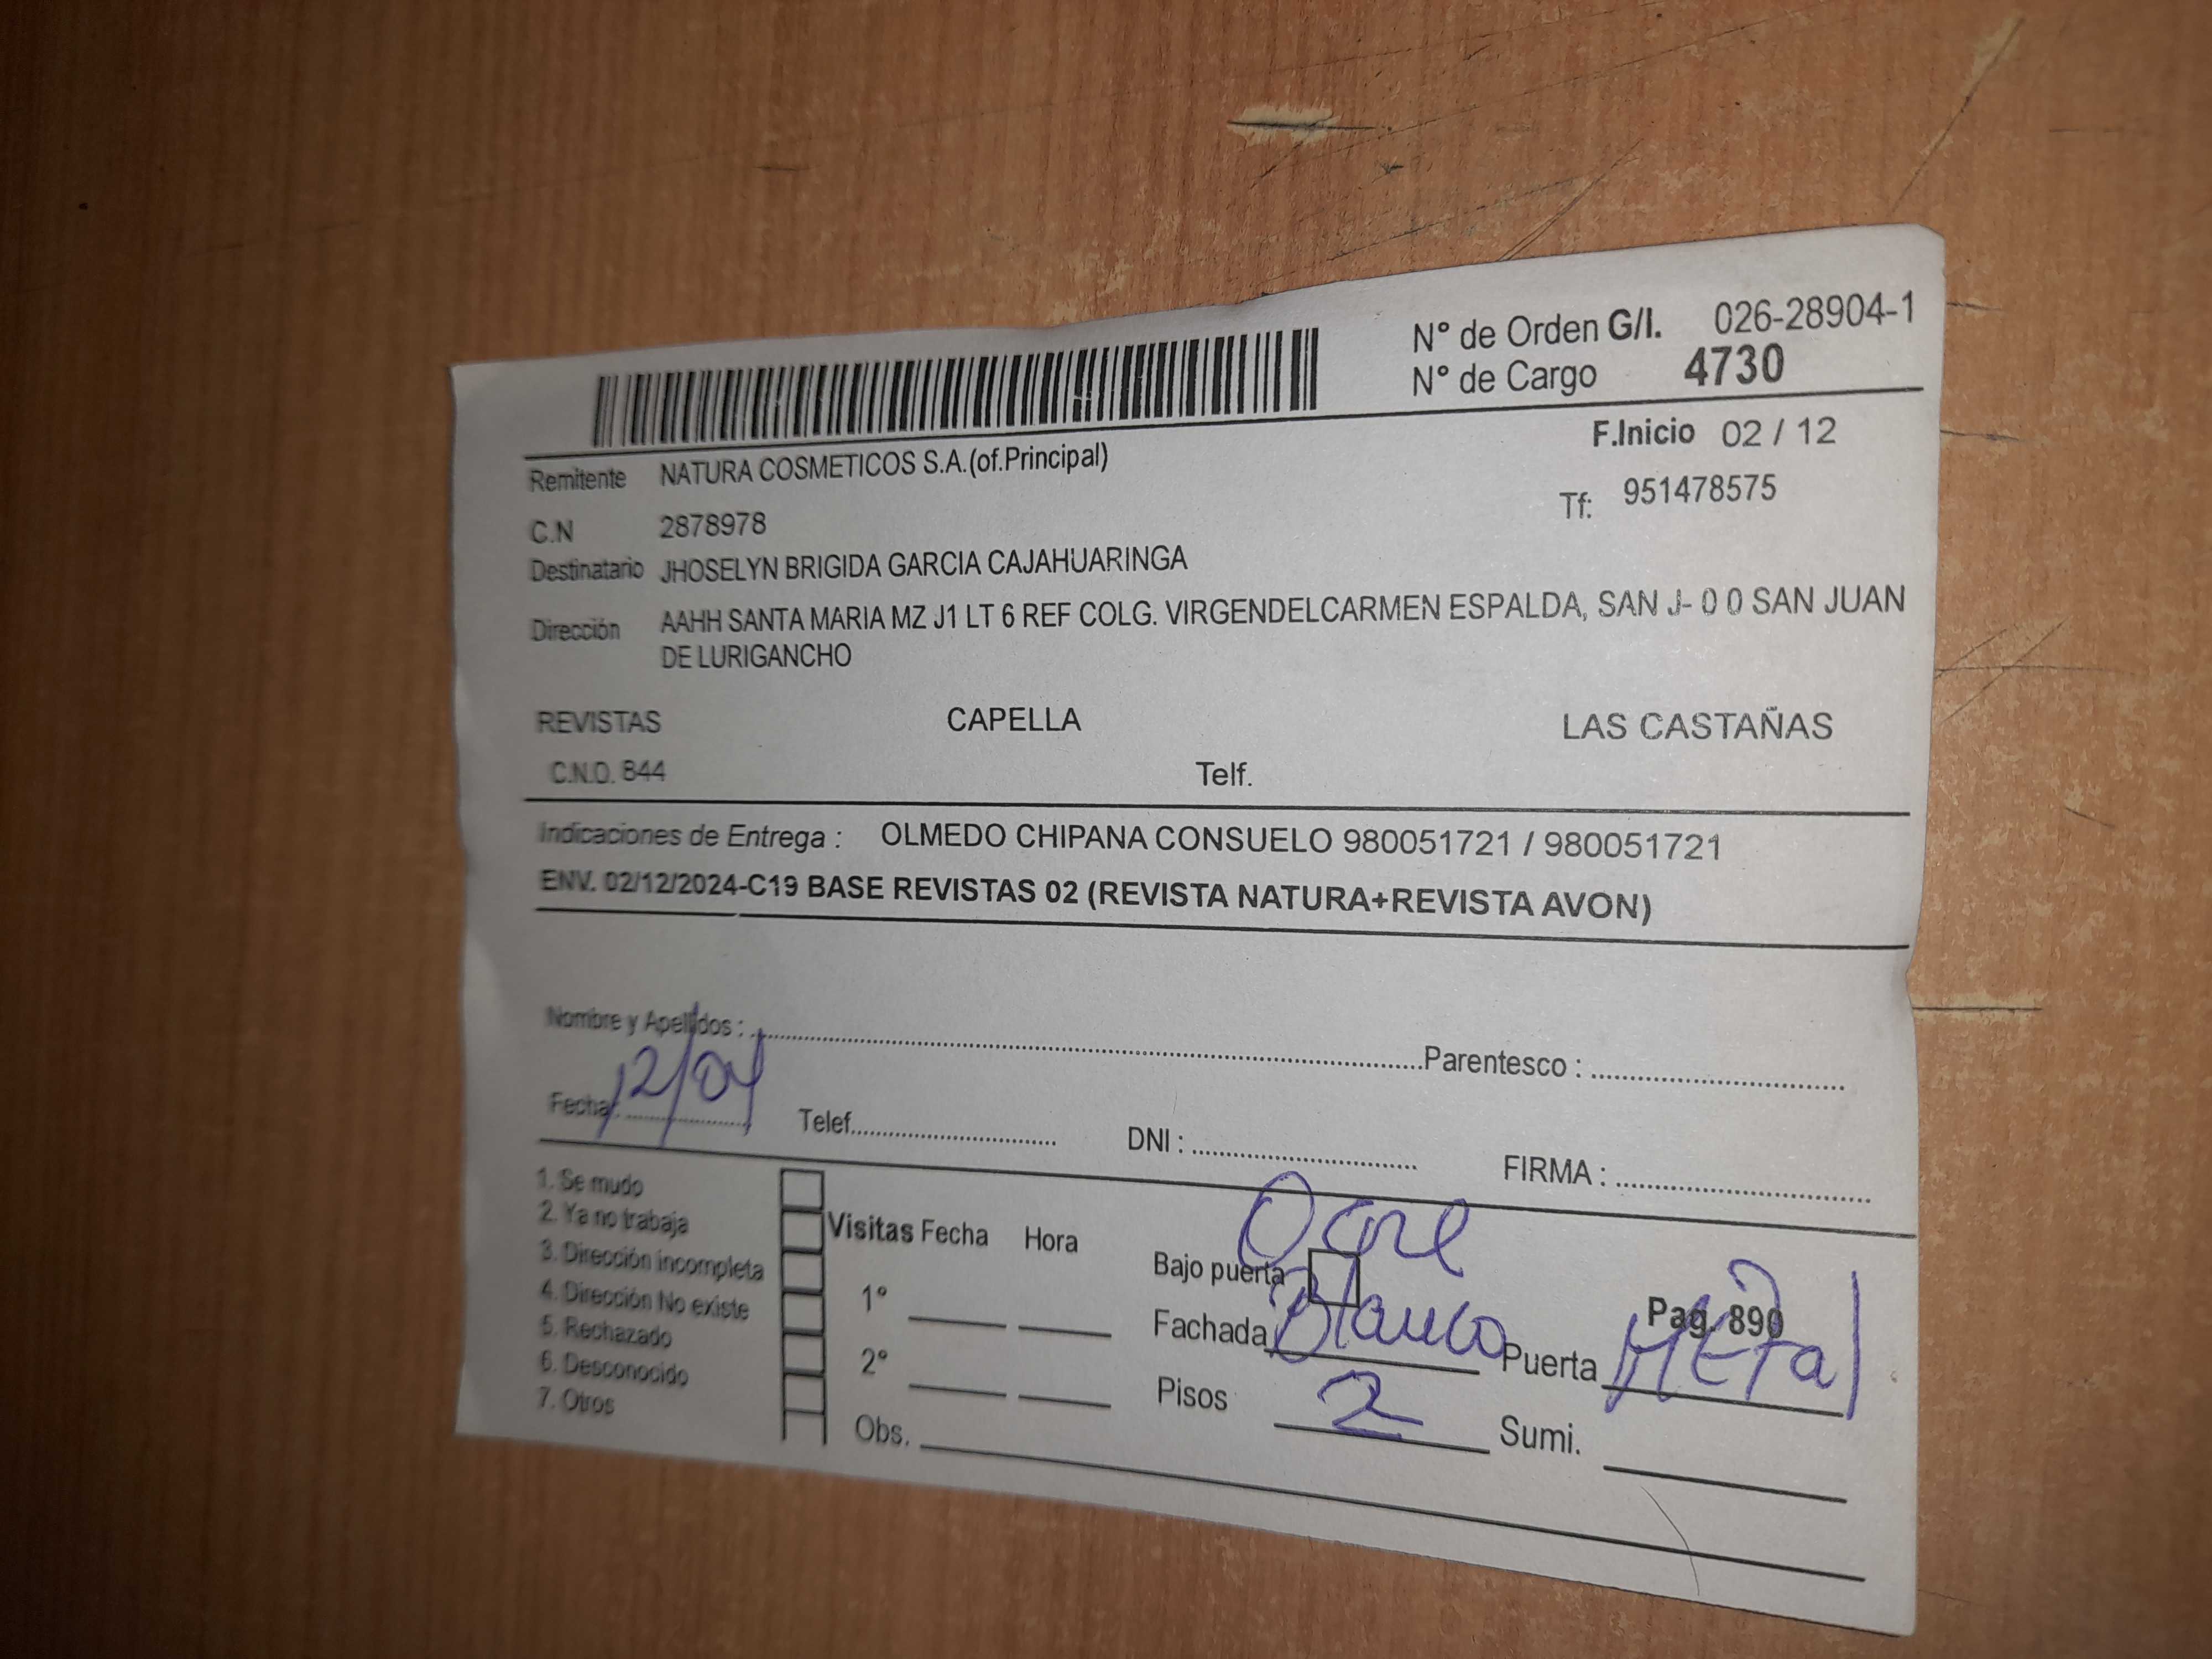 N° de Orden G/I. 026-28904-1
N° de Cargo 4730
F.Inicio 02 / 12
Remitente NATURA COSMETICOS S.A.(of.Principal)
Tf: 951478575
C.N 2878978
Destinatario JHOSELYN BRIGIDA GARCIA CAJAHUARINGA
Dirección AAHH SANTA MARIA MZ J1 LT 6 REF COLG. VIRGENDELCARMEN ESPALDA, SAN J- 0 0 SAN JUAN
DE LURIGANCHO
REVISTAS CAPELLA LAS CASTAÑAS
C.N.O. 844 Telf.
Indicaciones de Entrega : OLMEDO CHIPANA CONSUELO 980051721 / 980051721
ENV. 02/12/2024-C19 BASE REVISTAS 02 (REVISTA NATURA+REVISTA AVON)
Nombre y Apellidos : Parentesco :
Fecha: 12/04 Telef. DNI : FIRMA :
1. Se mudo
2. Ya no trabaja
3. Dirección incompleta
4. Dirección No existe
5. Rechazado
6. Desconocido
7. Otros
Visitas Fecha Hora
1°
2°
Obs.
Ocre
Bajo puerta Pag. 890
Fachada Blanco Puerta Metal
Pisos 2 Sumi.